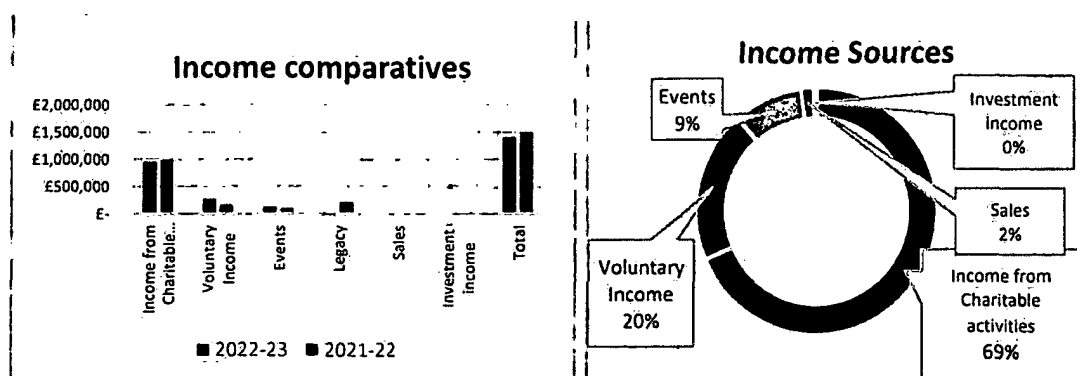 Income comparatives
£2,000,000
£1,500,000
£1,000,000
£500,000
£-
Income from
Charitable...
Voluntary
Income
Events
Legacy
Sales
Investment
income
Total
2022-23 2021-22
Income Sources
Events
9%
Investment
Income
0%
Sales
2%
Voluntary
Income
20%
Income from
Charitable
activities
69%